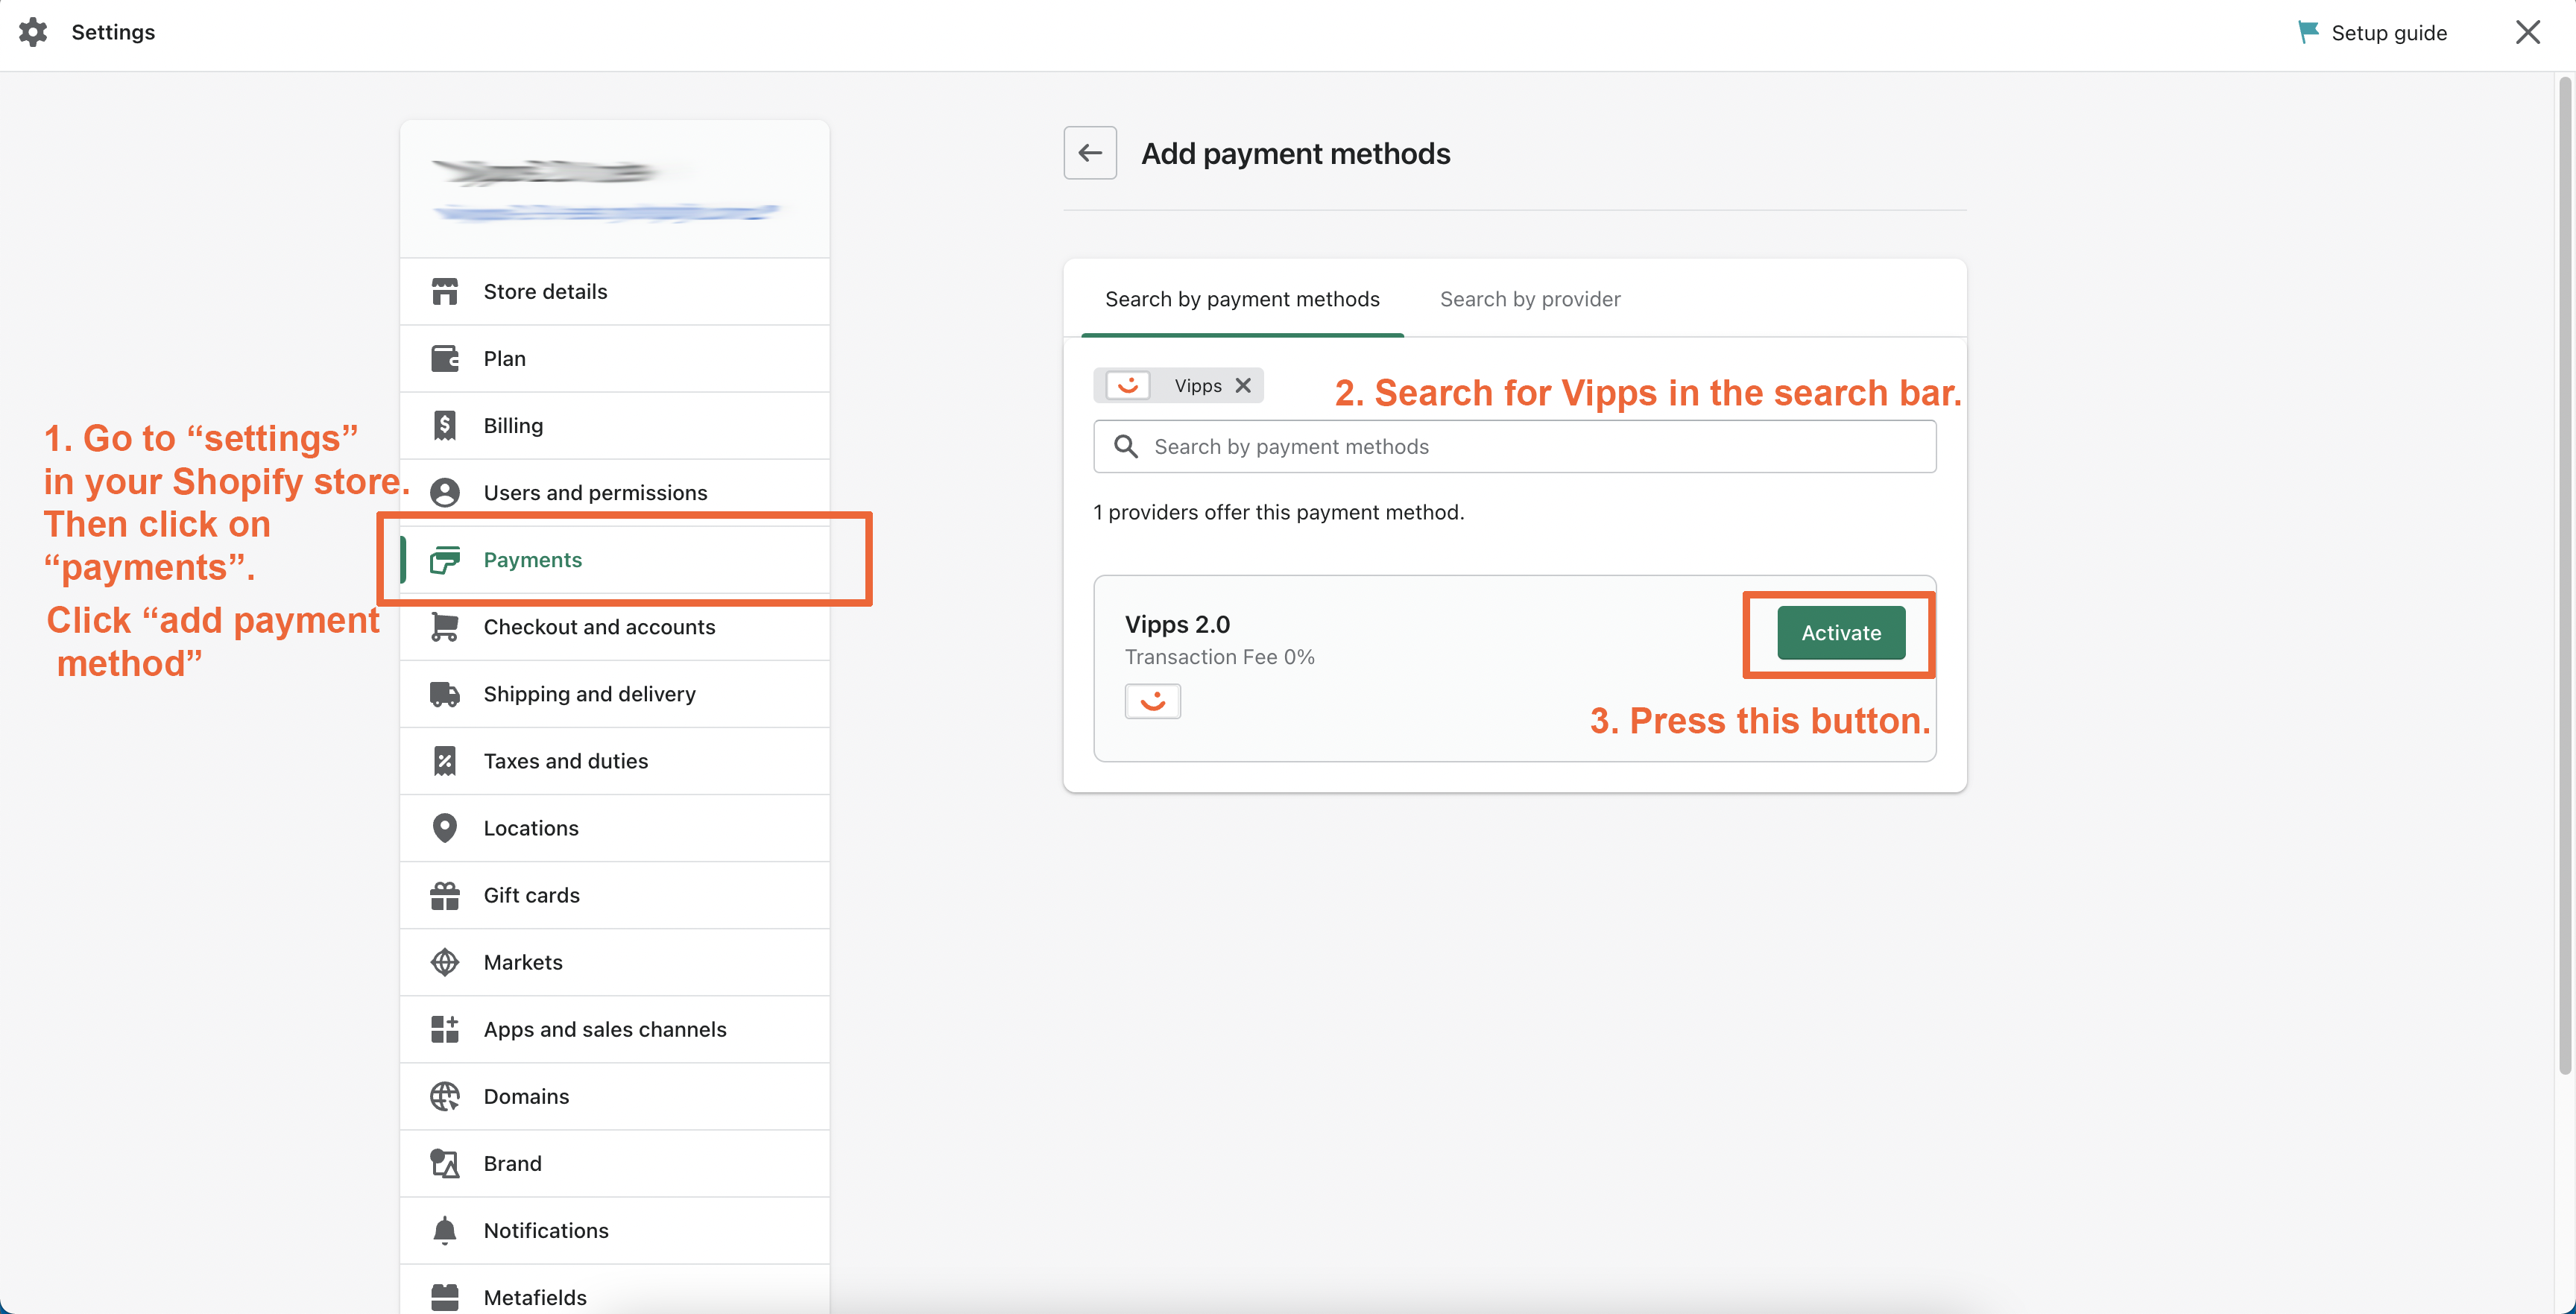 Settings
Setup guide
Store details
Plan
Billing
Users and permissions
Payments
Checkout and accounts
Shipping and delivery
Taxes and duties
Locations
Gift cards
Markets
Apps and sales channels
Domains
Brand
Notifications
Metafields
1. Go to “settings”
in your Shopify store.
Then click on
“payments”.
Click “add payment
method”
Add payment methods
Search by payment methods
Search by provider
Vipps
2. Search for Vipps in the search bar.
Search by payment methods
1 providers offer this payment method.
Vipps 2.0
Transaction Fee 0%
Activate
3. Press this button.